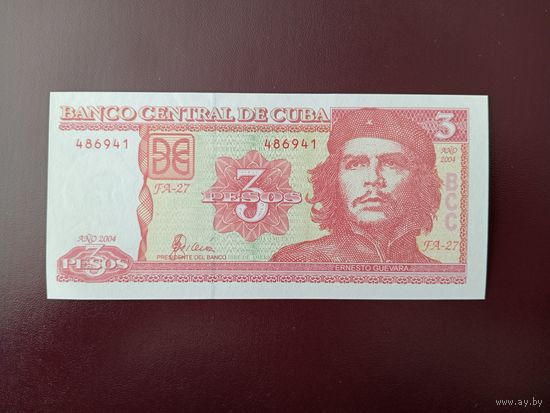 BANCO CENTRAL DE CUBA
3
486941 486941
AÑO
2004
BCC
FA-27
3
PESOS
FA-27
AÑO 2004
3
PESOS
PRESIDENTE DEL BANCO
ERNESTO GUEVARA
www.ay.by